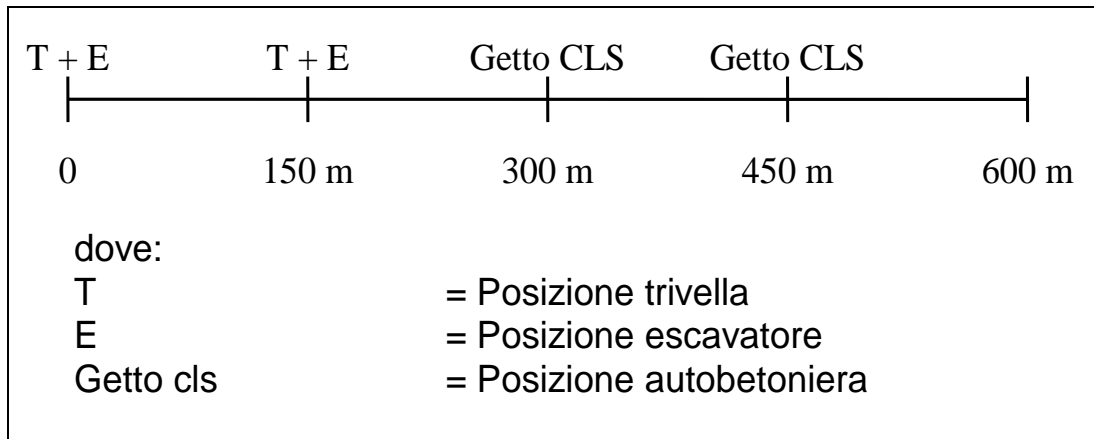 T + E T + E Getto CLS Getto CLS
0 150 m 300 m 450 m 600 m
dove:
T = Posizione trivella
E = Posizione escavatore
Getto cls = Posizione autobetoniera